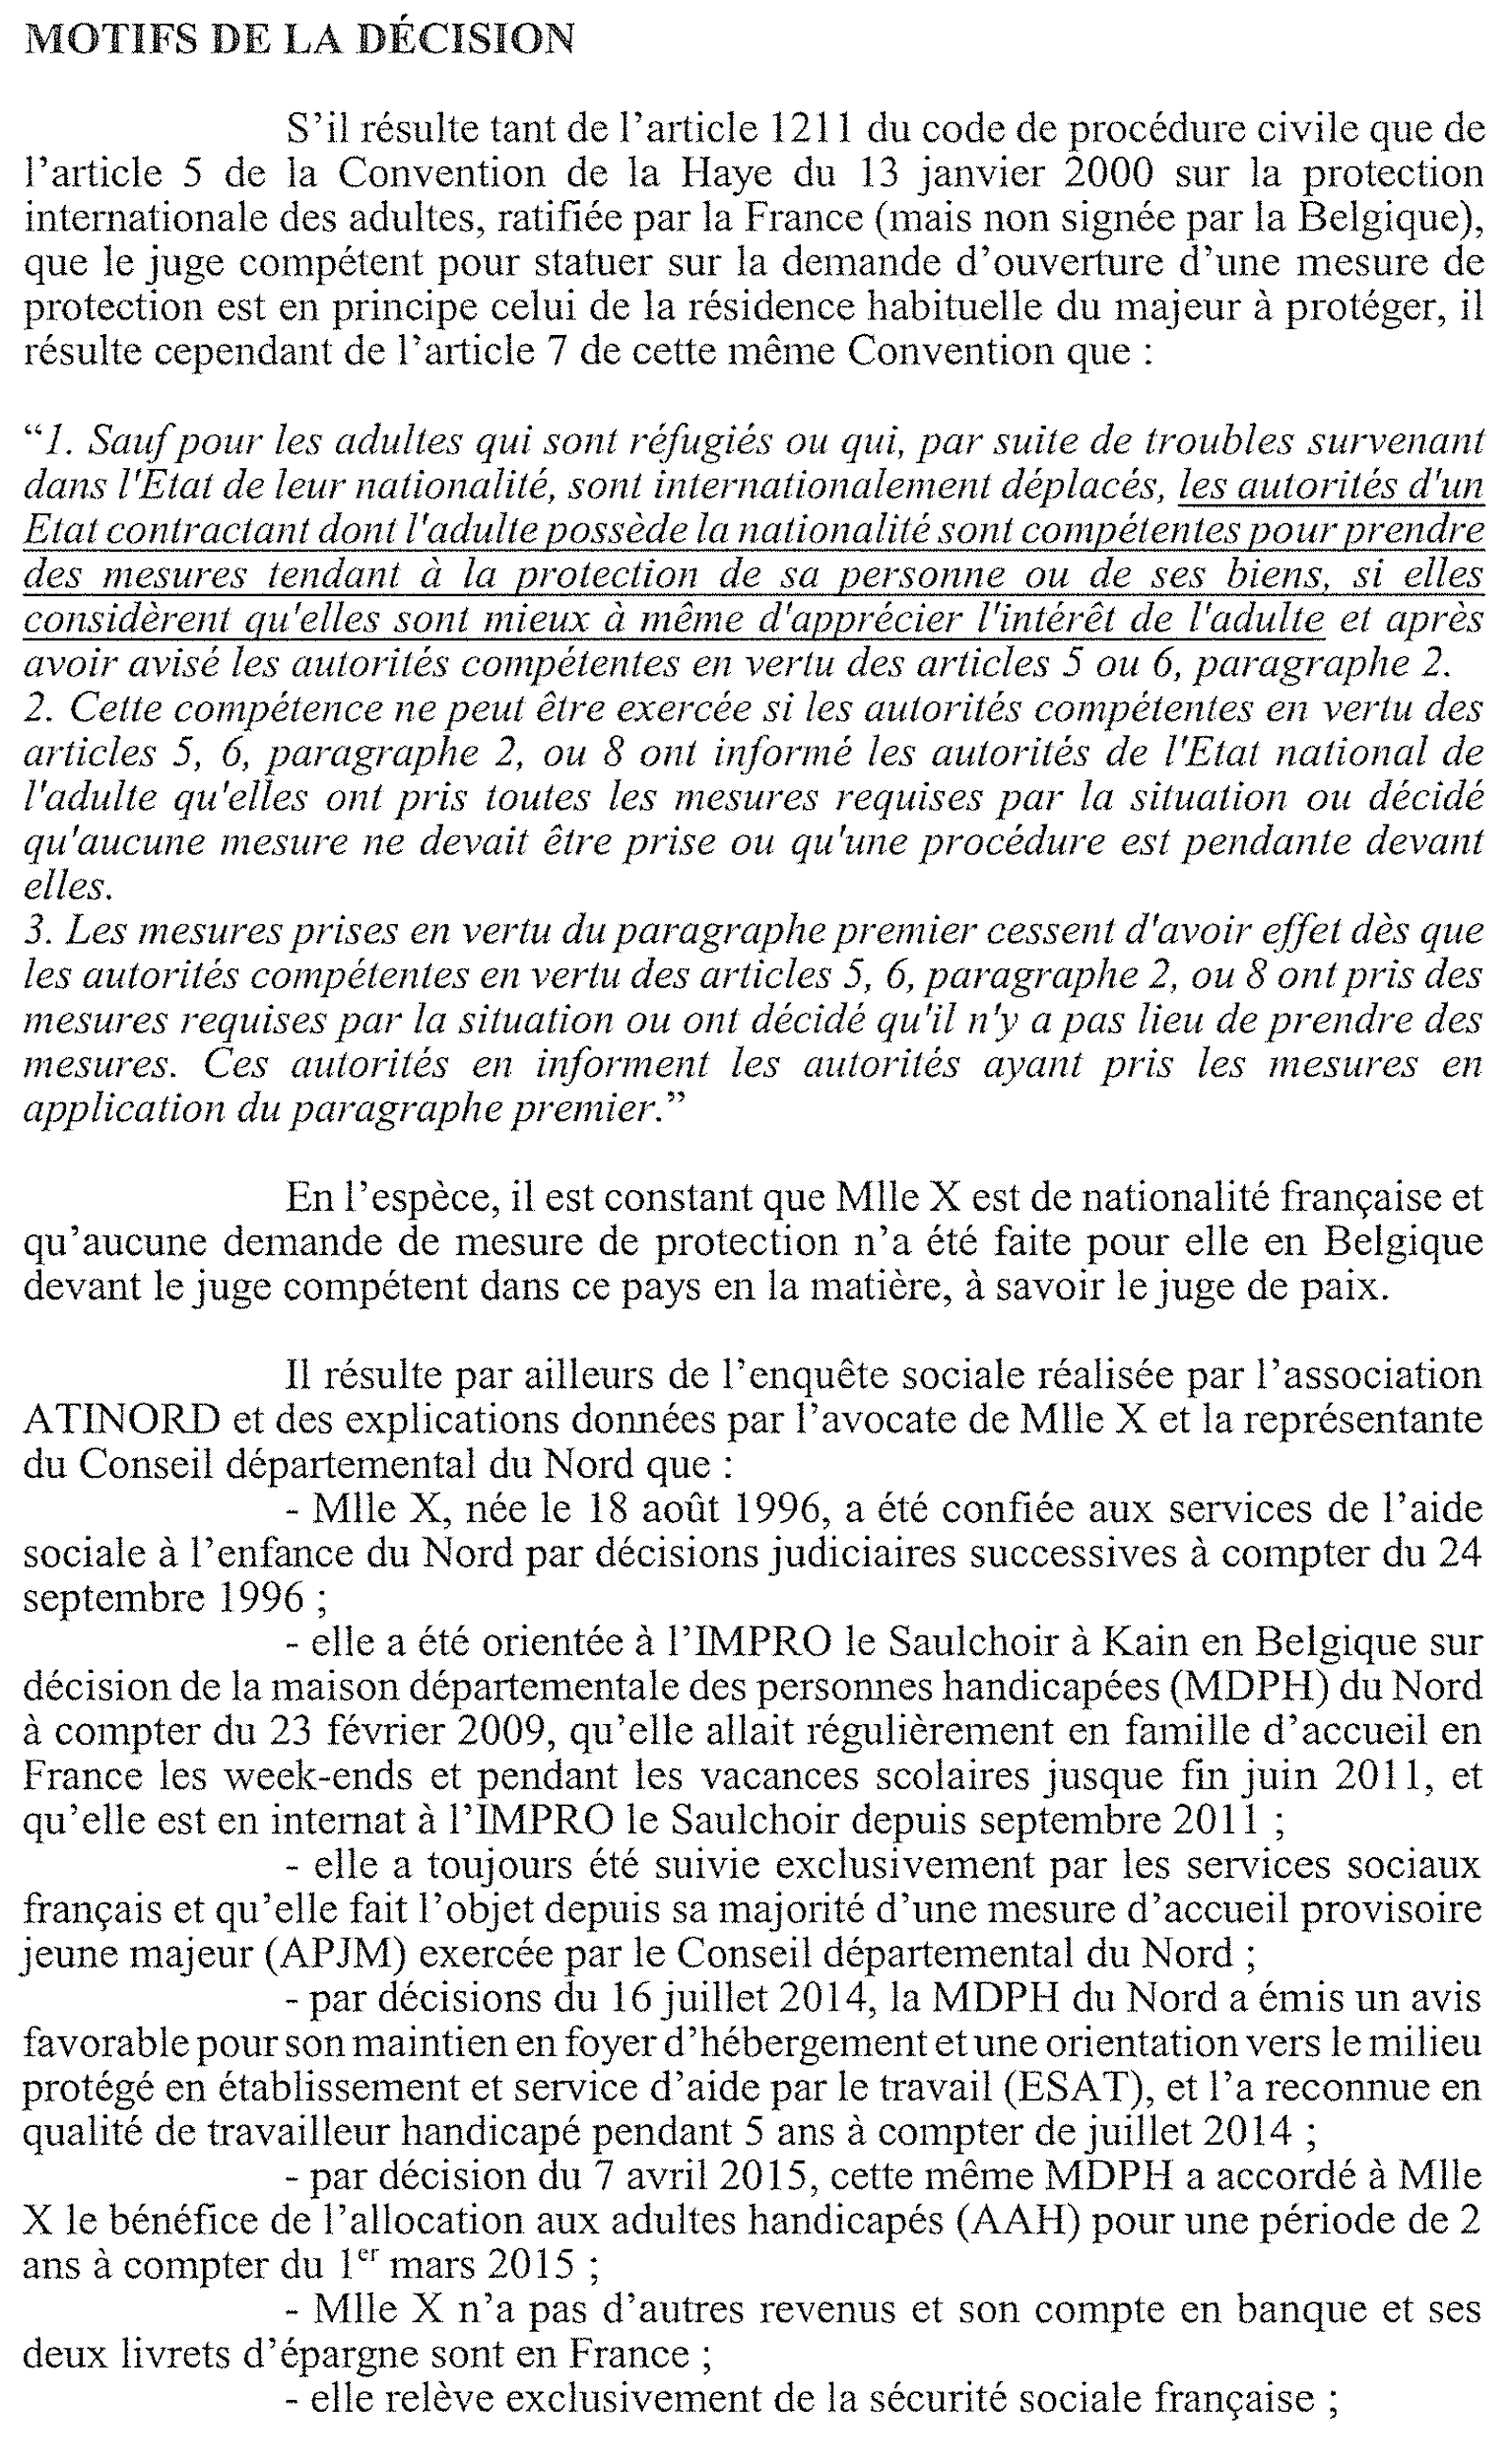 MOTIFS DE LA DÉCISION
S'il résulte tant de l'article 1211 du code de procédure civile que de
l'article 5 de la Convention de la Haye du 13 janvier 2000 sur la protection
internationale des adultes, ratifiée par la France (mais non signée par la Belgique),
que le juge compétent pour statuer sur la demande d'ouverture d'une mesure de
protection est en principe celui de la résidence habituelle du majeur à protéger, il
résulte cependant de l'article 7 de cette même Convention que :
“1. Sauf pour les adultes qui sont réfugiés ou qui, par suite de troubles survenant
dans l'Etat de leur nationalité, sont internationalement déplacés, les autorités d'un
Etat contractant dont l'adulte possède la nationalité sont compétentes pour prendre
des mesures tendant à la protection de sa personne ou de ses biens, si elles
considèrent qu'elles sont mieux à même d'apprécier l'intérêt de l'adulte et après
avoir avisé les autorités compétentes en vertu des articles 5 ou 6, paragraphe 2.
2. Cette compétence ne peut être exercée si les autorités compétentes en vertu des
articles 5, 6, paragraphe 2, ou 8 ont informé les autorités de l'Etat national de
l'adulte qu'elles ont pris toutes les mesures requises par la situation ou décidé
qu'aucune mesure ne devait être prise ou qu'une procédure est pendante devant
elles.
3. Les mesures prises en vertu du paragraphe premier cessent d'avoir effet dès que
les autorités compétentes en vertu des articles 5, 6, paragraphe 2, ou 8 ont pris des
mesures requises par la situation ou ont décidé qu'il n'y a pas lieu de prendre des
mesures. Ces autorités en informent les autorités ayant pris les mesures en
application du paragraphe premier.”
En l'espèce, il est constant que Mlle X est de nationalité française et
qu'aucune demande de mesure de protection n'a été faite pour elle en Belgique
devant le juge compétent dans ce pays en la matière, à savoir le juge de paix.
Il résulte par ailleurs de l'enquête sociale réalisée par l'association
ATINORD et des explications données par l'avocate de Mlle X et la représentante
du Conseil départemental du Nord que :
- Mlle X, née le 18 août 1996, a été confiée aux services de l'aide
sociale à l'enfance du Nord par décisions judiciaires successives à compter du 24
septembre 1996 ;
- elle a été orientée à l'IMPRO le Saulchoir à Kain en Belgique sur
décision de la maison départementale des personnes handicapées (MDPH) du Nord
à compter du 23 février 2009, qu'elle allait régulièrement en famille d'accueil en
France les week-ends et pendant les vacances scolaires jusque fin juin 2011, et
qu'elle est en internat à l'IMPRO le Saulchoir depuis septembre 2011 ;
- elle a toujours été suivie exclusivement par les services sociaux
français et qu'elle fait l'objet depuis sa majorité d'une mesure d'accueil provisoire
jeune majeur (APJM) exercée par le Conseil départemental du Nord ;
- par décisions du 16 juillet 2014, la MDPH du Nord a émis un avis
favorable pour son maintien en foyer d'hébergement et une orientation vers le milieu
protégé en établissement et service d'aide par le travail (ESAT), et l'a reconnue en
qualité de travailleur handicapé pendant 5 ans à compter de juillet 2014 ;
- par décision du 7 avril 2015, cette même MDPH a accordé à Mlle
X le bénéfice de l'allocation aux adultes handicapés (AAH) pour une période de 2
ans à compter du 1er mars 2015 ;
- Mlle X n'a pas d'autres revenus et son compte en banque et ses
deux livrets d'épargne sont en France ;
- elle relève exclusivement de la sécurité sociale française ;